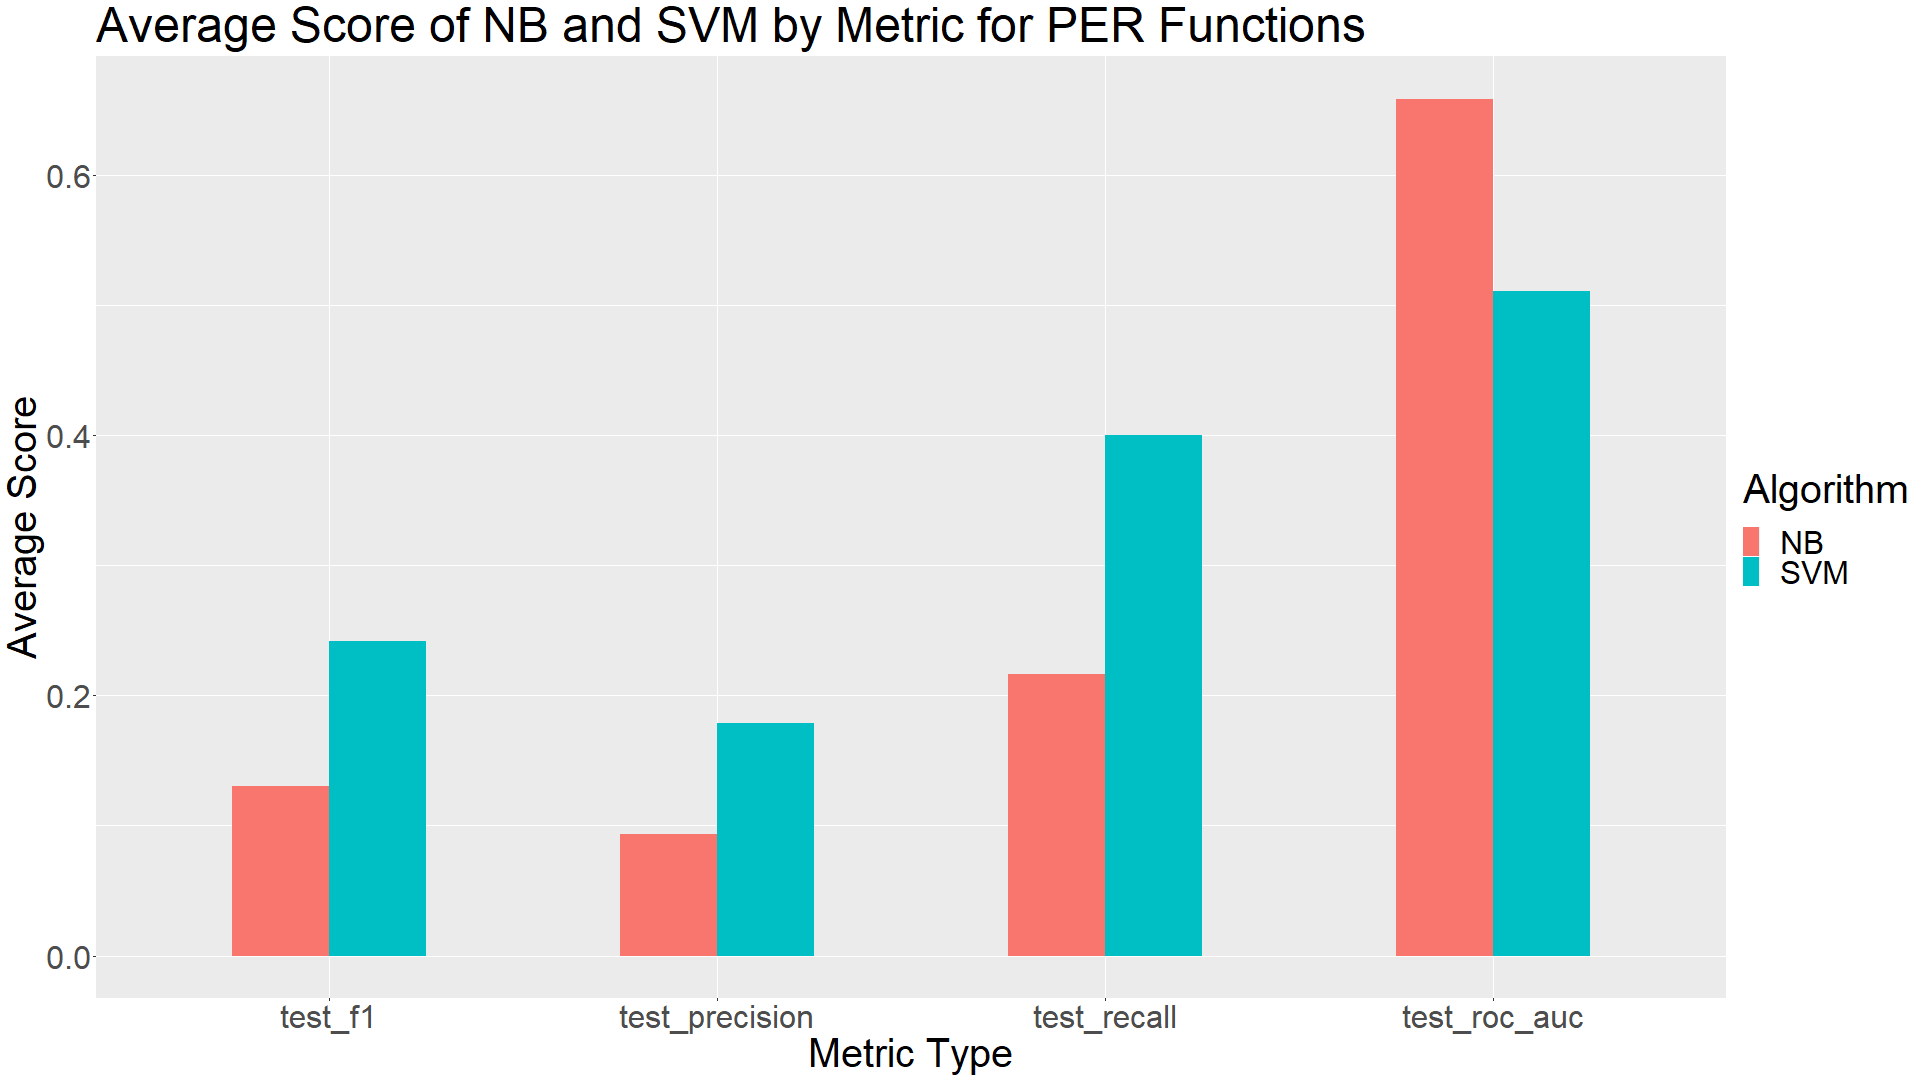 Average Score of NB and SVM by Metric for PER Functions
Average Score
0.6
0.4
0.2
0.0
test_f1 test_precision test_recall test_roc_auc
Metric Type
Algorithm
NB
SVM